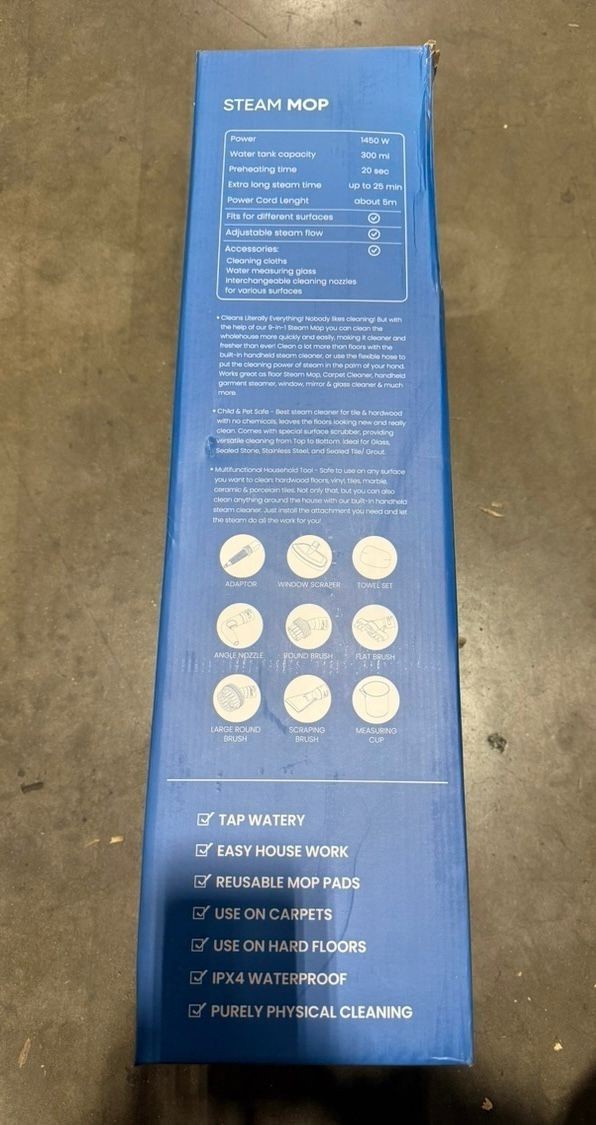 STEAM MOP
Power 1450 W
Water tank capacity 300 ml
Preheating time 20 sec
Extra long steam time up to 25 min
Power Cord Lenght about 5m
Fits for different surfaces
Adjustable steam flow
Accessories:
Cleaning cloths
Water measuring glass
Interchangeable cleaning nozzles
for various surfaces
• Cleans Literally Everything! Nobody likes cleaning! But with
the help of our 9-in-1 Steam Mop you can clean the
wholehouse more quickly and easily, making it cleaner and
fresher than ever! Clean a lot more than floors with the
built-in handheld steam cleaner, or use the flexible hose to
put the cleaning power of steam in the palm of your hand.
Works great as floor Steam Mop, Carpet Cleaner, handheld
garment steamer, window, mirror & glass cleaner & much
more.
• Child & Pet Safe - Best steam cleaner for tile & hardwood
with no chemicals, leaves the floors looking new and really
clean. Comes with special surface scrubber, providing
versatile cleaning from Top to Bottom. Ideal for Glass,
Sealed Stone, Stainless Steel, and Sealed Tile/ Grout.
• Multifunctional Household Tool - Safe to use on any surface
you want to clean: hardwood floors, vinyl, tiles, marble,
ceramic & porcelain tiles. Not only that, but you can also
clean anything around the house with our built-in handheld
steam cleaner. Just install the attachment you need and let
the steam do all the work for you!
ADAPTOR WINDOW SCRAPER TOWEL SET
ANGLE NOZZLE ROUND BRUSH FLAT BRUSH
LARGE ROUND SCRAPING MEASURING
BRUSH BRUSH CUP
TAP WATERY
EASY HOUSE WORK
REUSABLE MOP PADS
USE ON CARPETS
USE ON HARD FLOORS
IPX4 WATERPROOF
PURELY PHYSICAL CLEANING